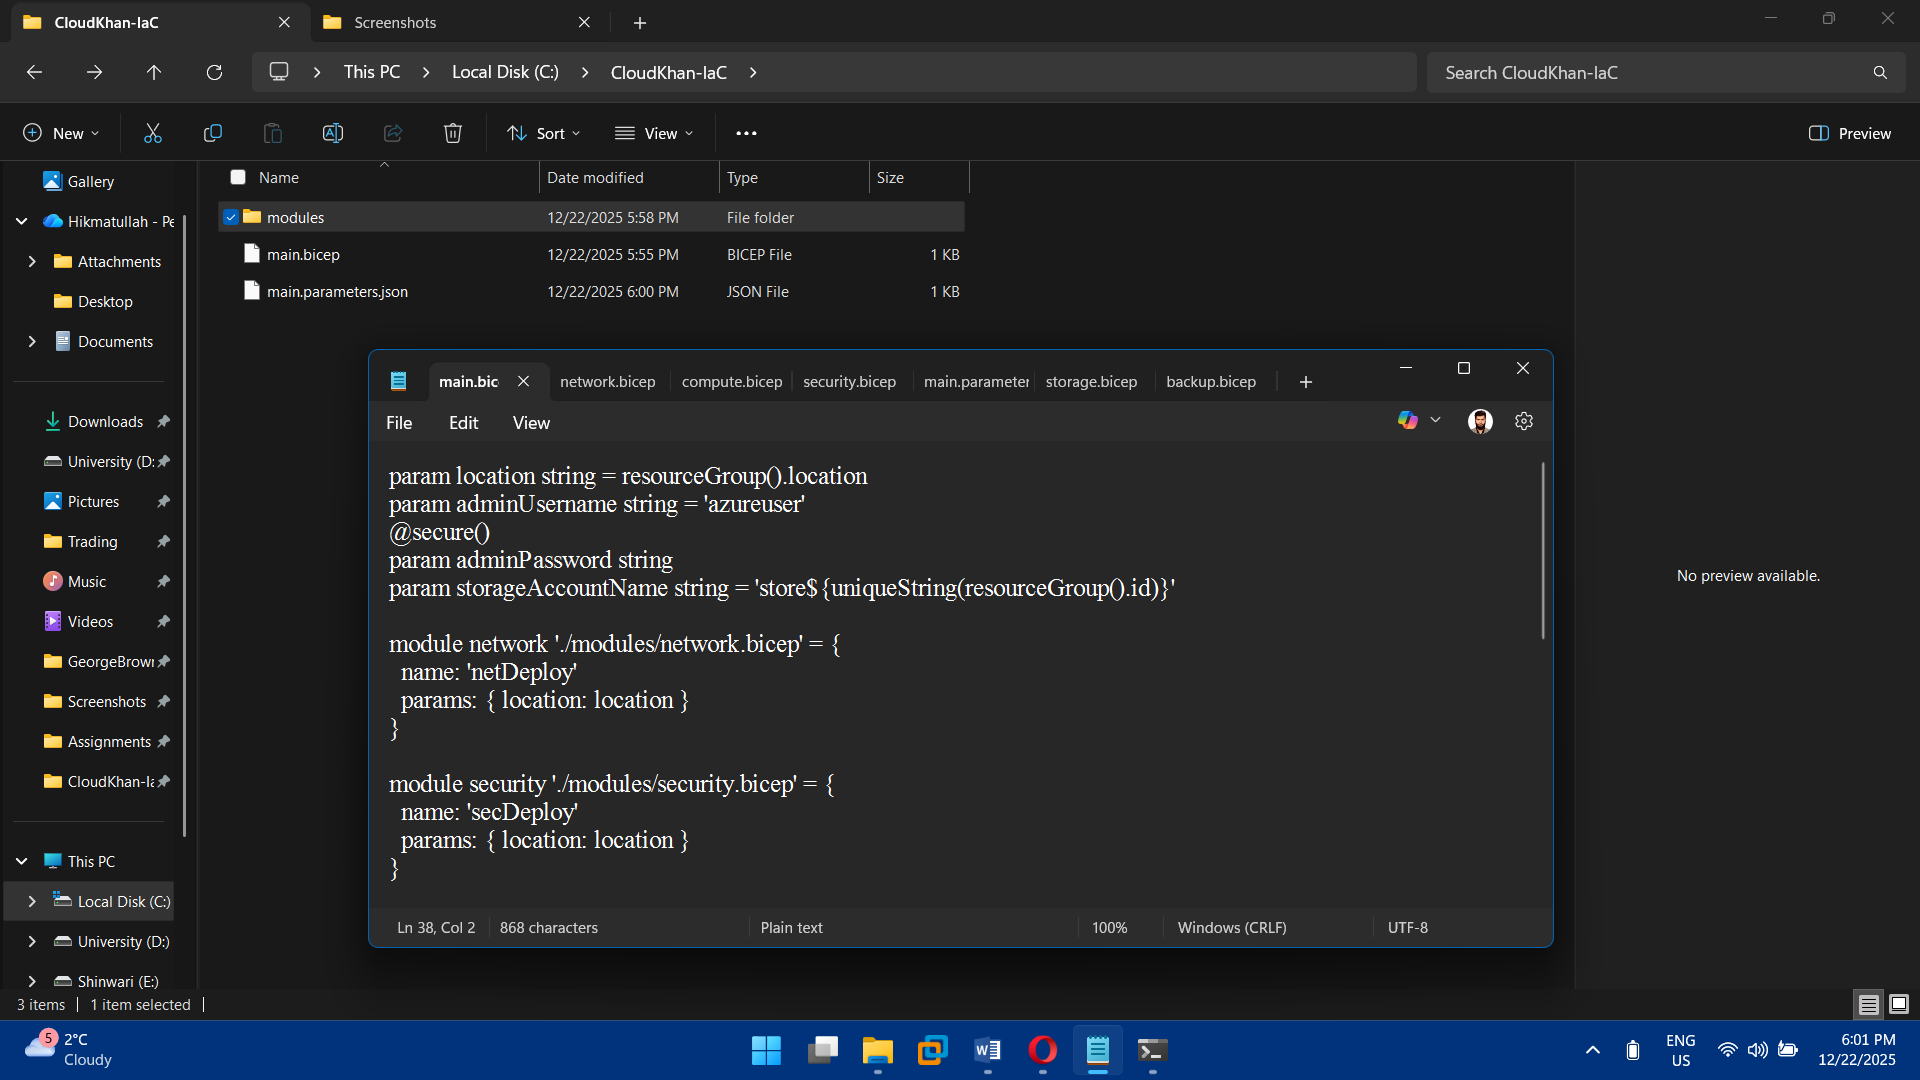 CloudKhan-IaC
Screenshots
This PC
Local Disk (C:)
CloudKhan-IaC
Search CloudKhan-IaC
New
Sort
View
Preview
Name
Date modified
Type
Size
modules
12/22/2025 5:58 PM
File folder
main.bicep
12/22/2025 5:55 PM
BICEP File
1 KB
main.parameters.json
12/22/2025 6:00 PM
JSON File
1 KB
Gallery
Hikmatullah - Pe
Attachments
Desktop
Documents
Downloads
University (D:
Pictures
Trading
Music
Videos
GeorgeBrown
Screenshots
Assignments
CloudKhan-Ia
This PC
Local Disk (C:)
University (D:)
Shinwari (E:)
main.bic
network.bicep
compute.bicep
security.bicep
main.parameter
storage.bicep
backup.bicep
File
Edit
View
param location string = resourceGroup().location
param adminUsername string = 'azureuser'
@secure()
param adminPassword string
param storageAccountName string = 'store${uniqueString(resourceGroup().id)}'
module network './modules/network.bicep' = {
name: 'netDeploy'
params: { location: location }
}
module security './modules/security.bicep' = {
name: 'secDeploy'
params: { location: location }
}
Ln 38, Col 2
868 characters
Plain text
100%
Windows (CRLF)
UTF-8
No preview available.
3 items
1 item selected
5
2°C
Cloudy
ENG
US
6:01 PM
12/22/2025